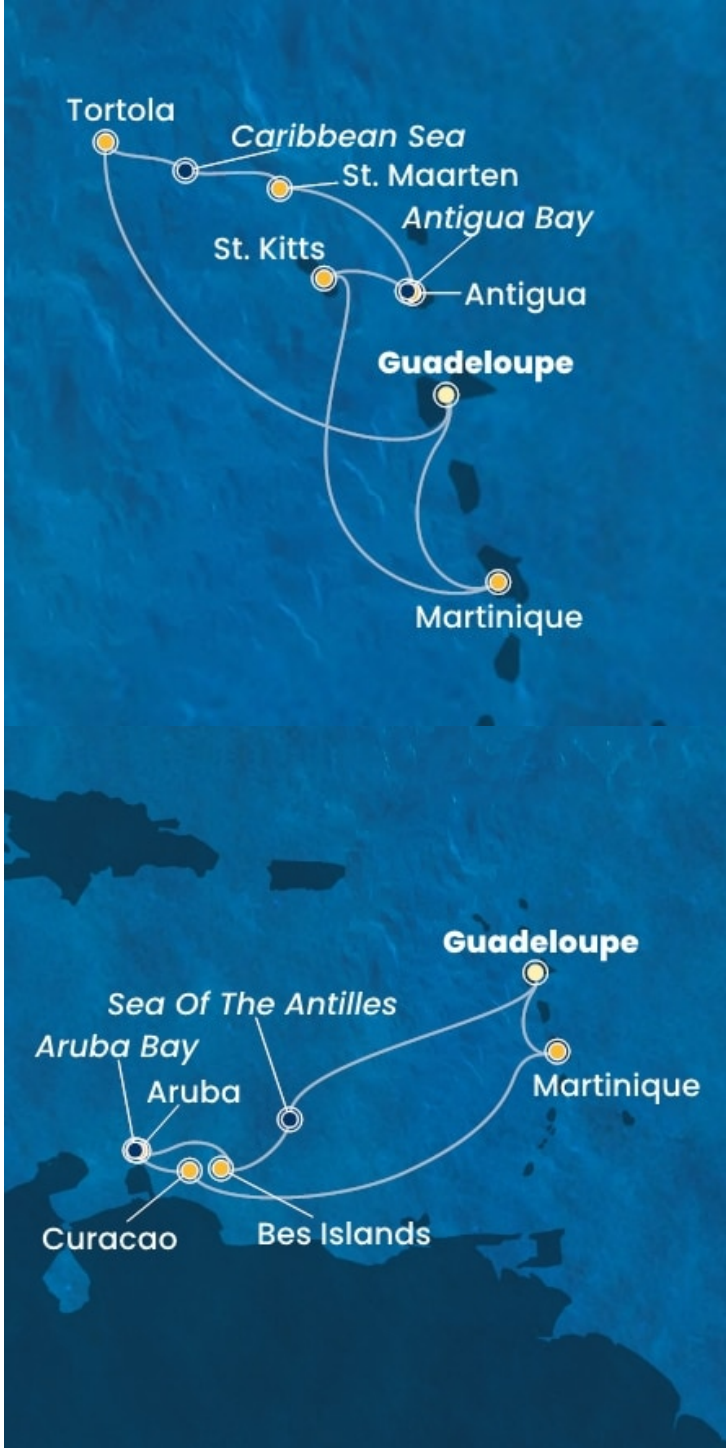 Tortola
Caribbean Sea
St. Maarten
Antigua Bay
St. Kitts
Antigua
Guadeloupe
Martinique
Guadeloupe
Sea Of The Antilles
Aruba Bay
Aruba
Martinique
Curacao
Bes Islands